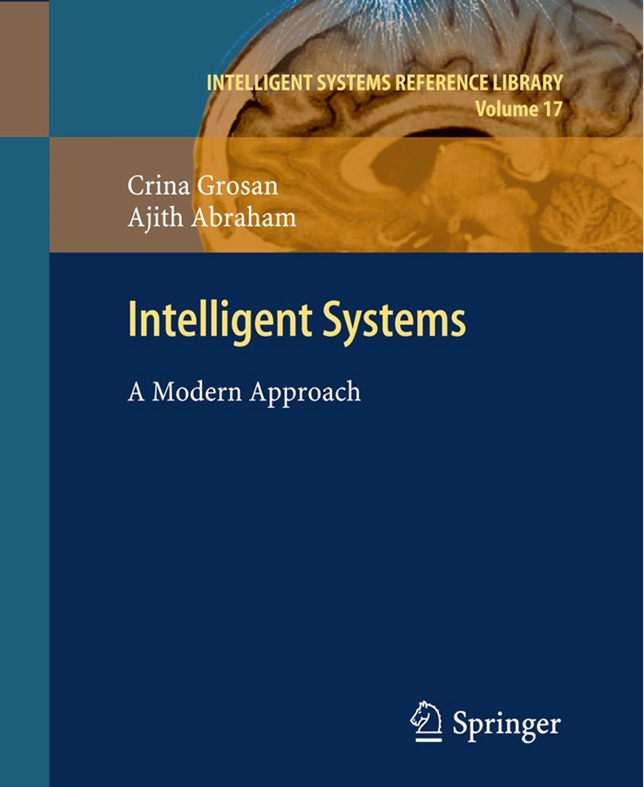 INTELLIGENT SYSTEMS REFERENCE LIBRARY
Volume 17
Crina Grosan
Ajith Abraham
Intelligent Systems
A Modern Approach
Springer